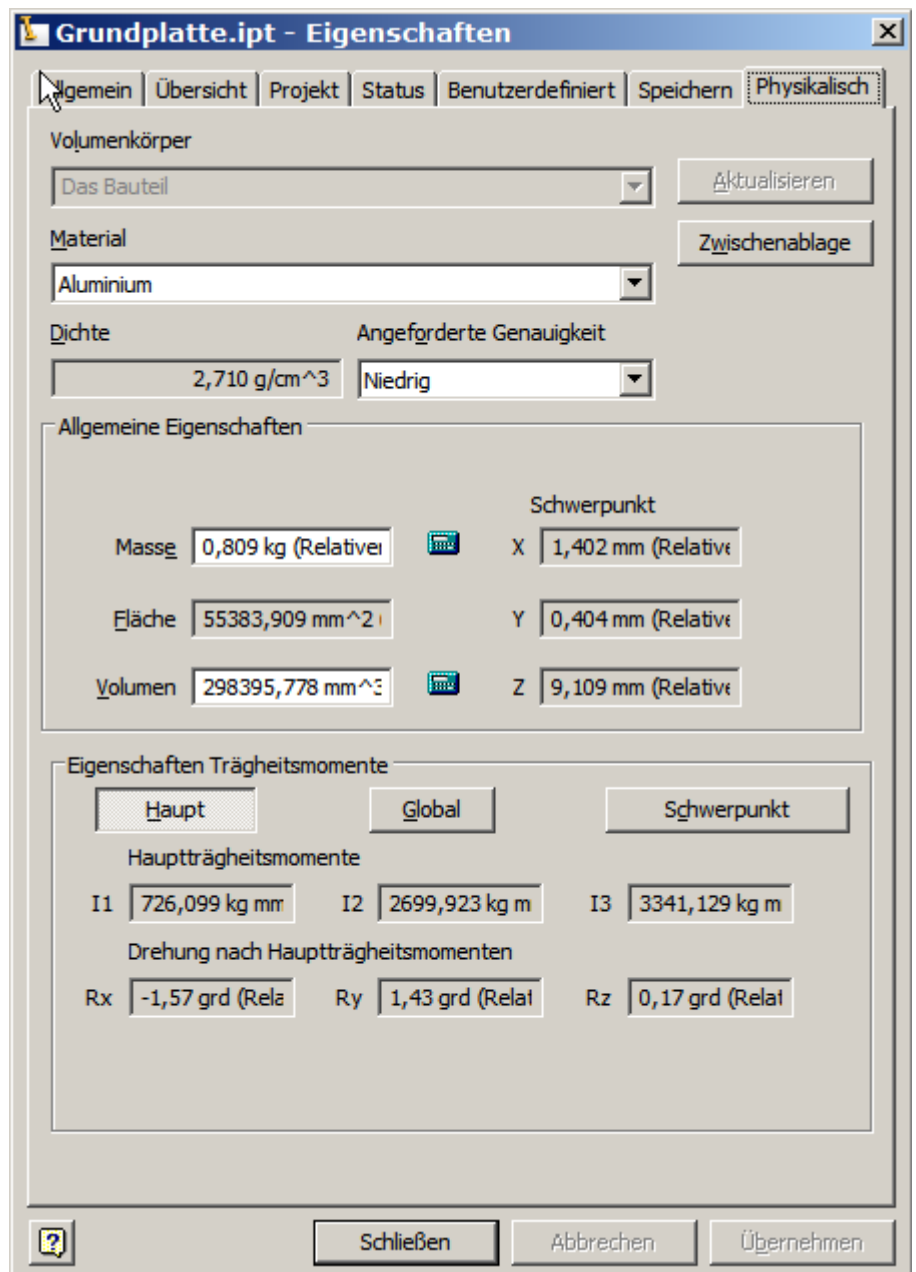 Grundplatte.ipt - Eigenschaften
Allgemein Übersicht Projekt Status Benutzerdefiniert Speichern Physikalisch
Volumenkörper
Das Bauteil
Aktualisieren
Material
Zwischenablage
Aluminium
Dichte Angeforderte Genauigkeit
2,710 g/cm^3 Niedrig
Allgemeine Eigenschaften
Schwerpunkt
Masse 0,809 kg (Relativer X 1,402 mm (Relative
Fläche 55383,909 mm^2 ( Y 0,404 mm (Relative
Volumen 298395,778 mm^3 Z 9,109 mm (Relative
Eigenschaften Trägheitsmomente
Haupt Global Schwerpunkt
Hauptträgheitsmomente
I1 726,099 kg mm I2 2699,923 kg m I3 3341,129 kg m
Drehung nach Hauptträgheitsmomenten
Rx -1,57 grd (Rela Ry 1,43 grd (Relat Rz 0,17 grd (Relat
Schließen Abbrechen Übernehmen